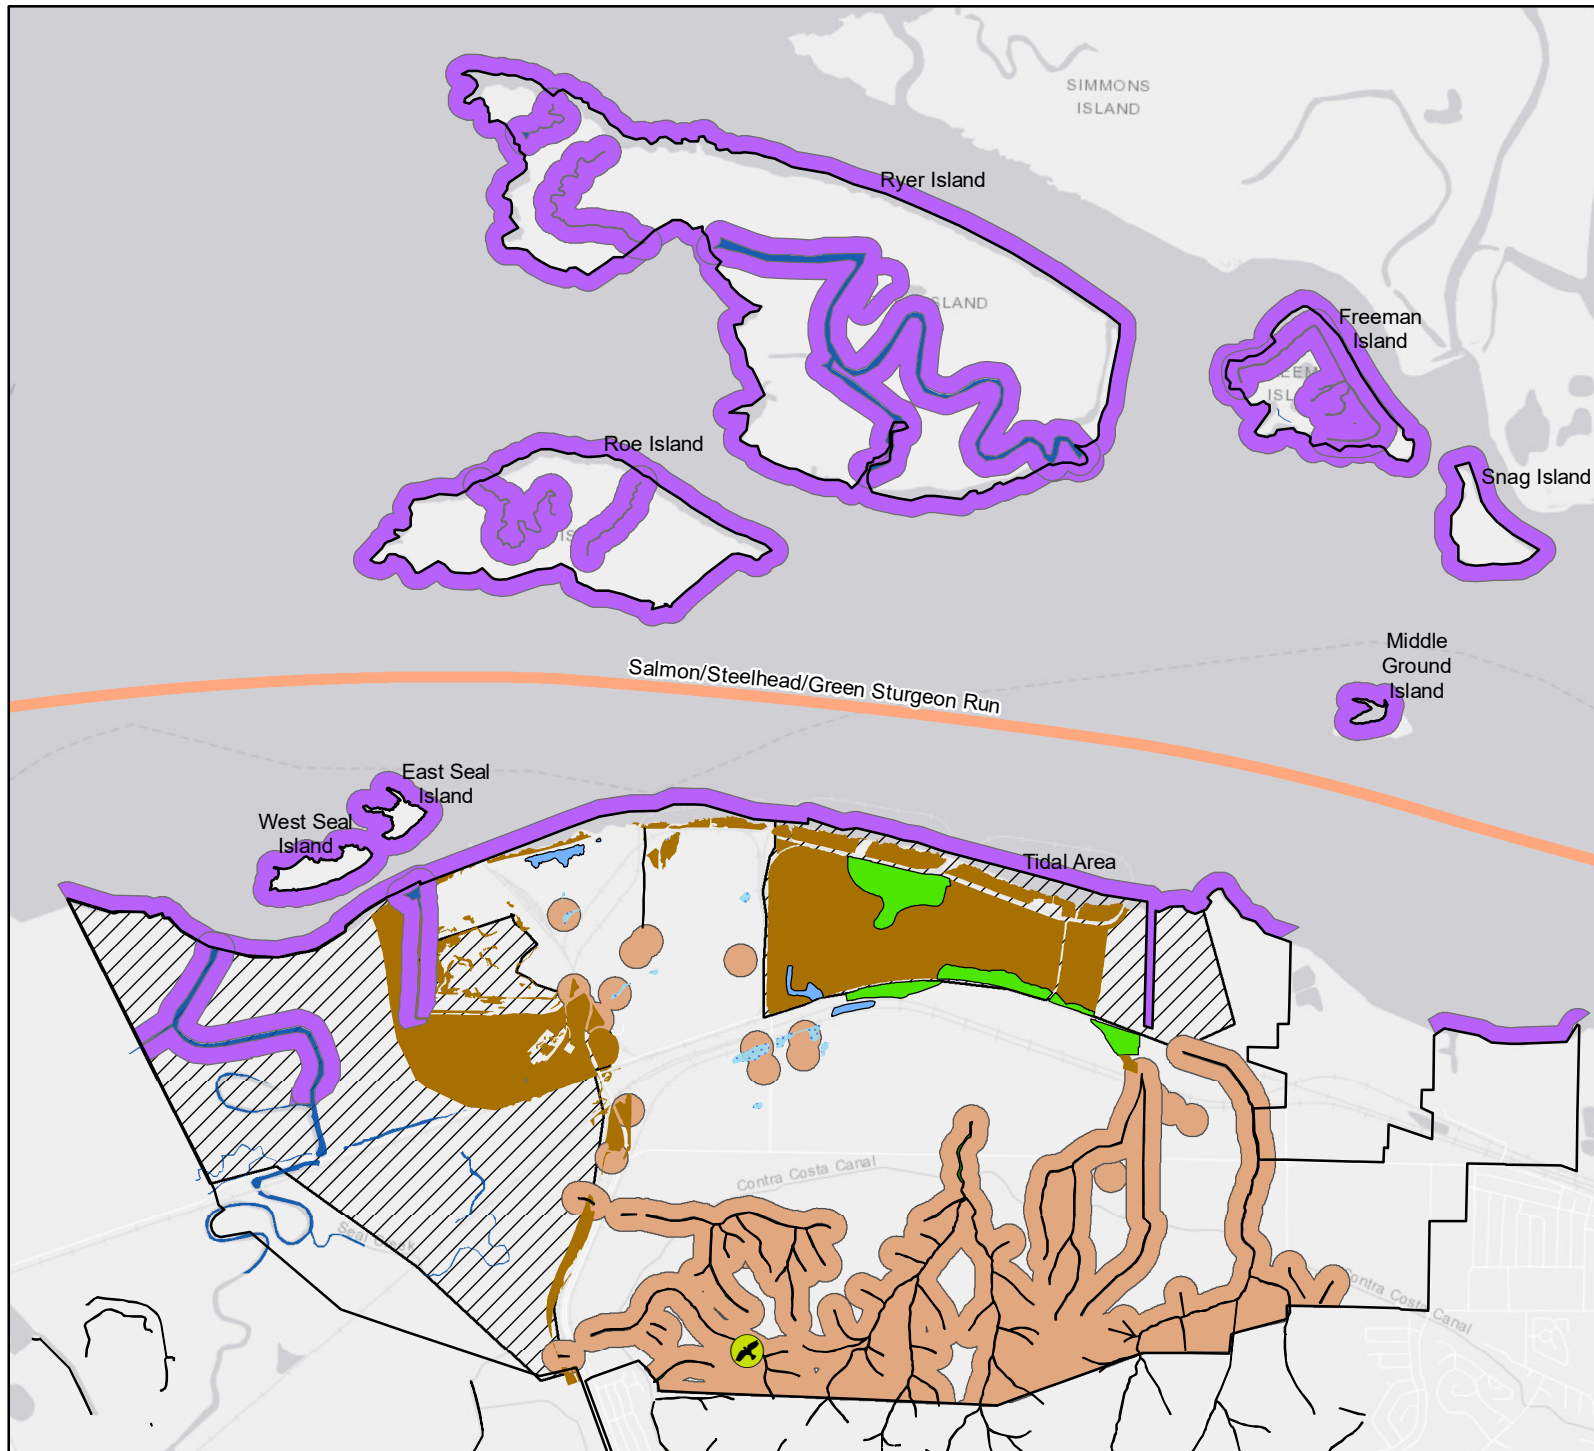 SIMMONS
ISLAND
Ryer Island
Freeman
Island
Roe Island
Snag Island
Middle
Ground
Island
Salmon/Steelhead/Green Sturgeon Run
East Seal
Island
West Seal
Island
Tidal Area
Contra Costa Canal
Contra Costa Canal